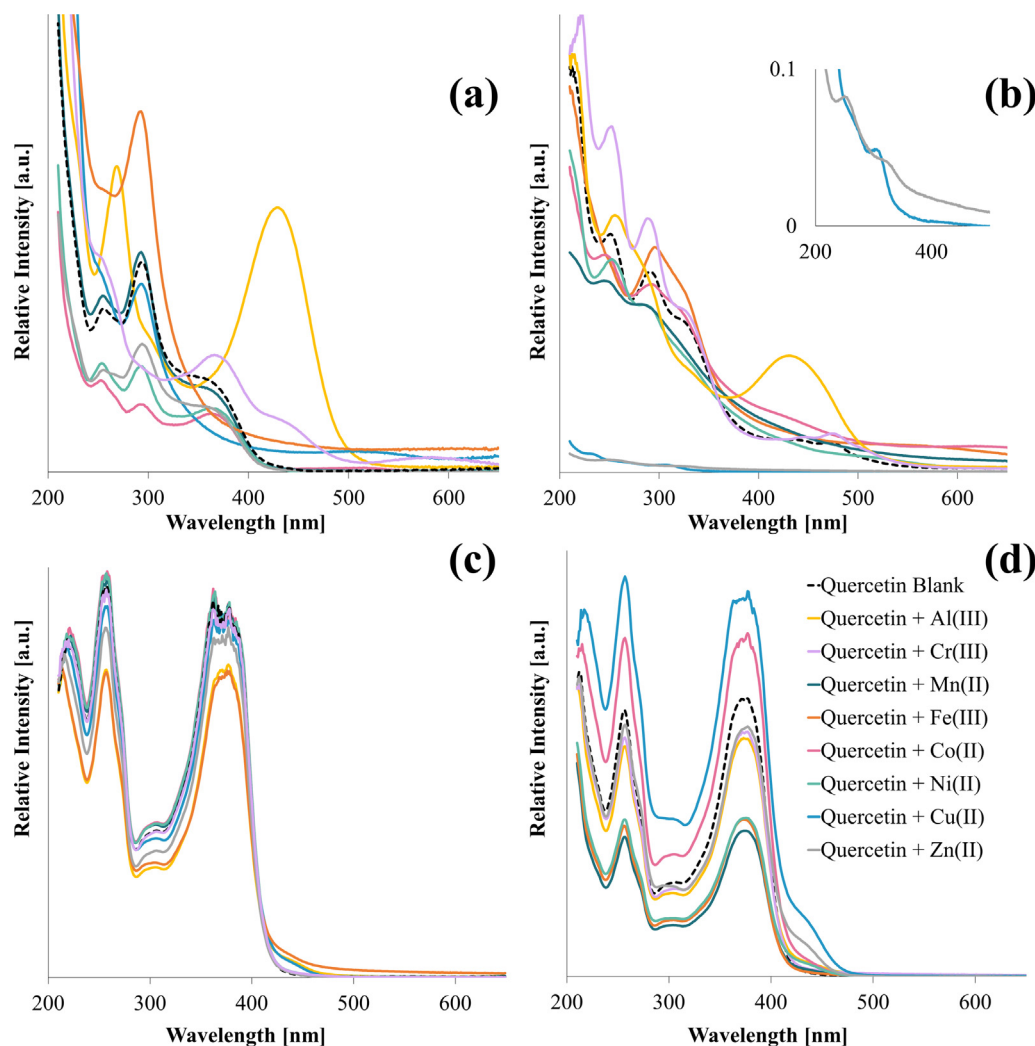 (a)
Relative Intensity [a.u.]
200 300 400 500 600
Wavelength [nm]
(b)
Relative Intensity [a.u.]
0.1
0
200 400
200 300 400 500 600
Wavelength [nm]
(c)
Relative Intensity [a.u.]
200 300 400 500 600
Wavelength [nm]
(d)
Relative Intensity [a.u.]
Quercetin Blank
Quercetin + Al(III)
Quercetin + Cr(III)
Quercetin + Mn(II)
Quercetin + Fe(III)
Quercetin + Co(II)
Quercetin + Ni(II)
Quercetin + Cu(II)
Quercetin + Zn(II)
200 300 400 500 600
Wavelength [nm]